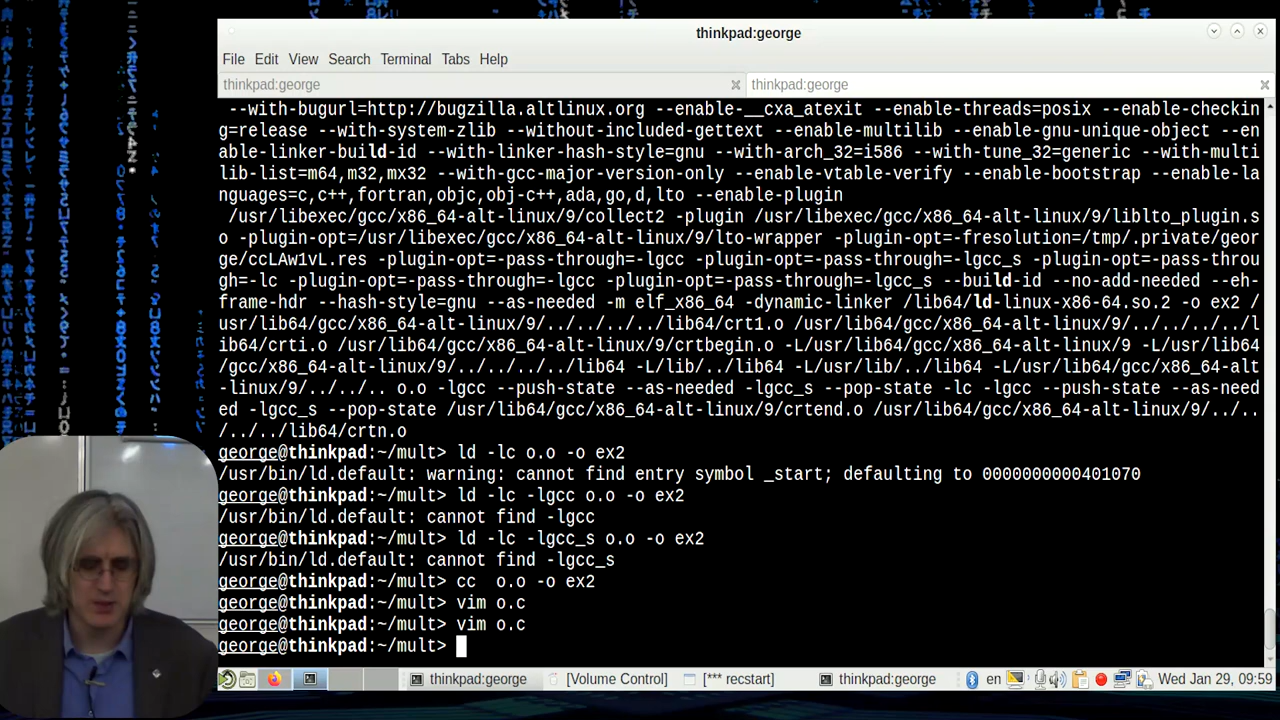 thinkpad:george
File Edit View Search Terminal Tabs Help
thinkpad:george thinkpad:george
--with-bugurl=http://bugzilla.altlinux.org --enable-__cxa_atexit --enable-threads=posix --enable-checkin
g=release --with-system-zlib --without-included-gettext --enable-multilib --enable-gnu-unique-object --en
able-linker-build-id --with-linker-hash-style=gnu --with-arch_32=i586 --with-tune_32=generic --with-multi
lib-list=m64,m32,mx32 --with-gcc-major-version-only --enable-vtable-verify --enable-bootstrap --enable-la
nguages=c,c++,fortran,objc,obj-c++,ada,go,d,lto --enable-plugin
/usr/libexec/gcc/x86_64-alt-linux/9/collect2 -plugin /usr/libexec/gcc/x86_64-alt-linux/9/liblto_plugin.s
o -plugin-opt=/usr/libexec/gcc/x86_64-alt-linux/9/lto-wrapper -plugin-opt=-fresolution=/tmp/.private/geor
ge/ccLAw1vL.res -plugin-opt=-pass-through=-lgcc -plugin-opt=-pass-through=-lgcc_s -plugin-opt=-pass-throu
gh=-lc -plugin-opt=-pass-through=-lgcc -plugin-opt=-pass-through=-lgcc_s --build-id --no-add-needed --eh-
frame-hdr --hash-style=gnu --as-needed -m elf_x86_64 -dynamic-linker /lib64/ld-linux-x86-64.so.2 -o ex2 /
usr/lib64/gcc/x86_64-alt-linux/9/../../../../lib64/crt1.o /usr/lib64/gcc/x86_64-alt-linux/9/../../../../l
ib64/crti.o /usr/lib64/gcc/x86_64-alt-linux/9/crtbegin.o -L/usr/lib64/gcc/x86_64-alt-linux/9 -L/usr/lib64
/gcc/x86_64-alt-linux/9/../../../../lib64 -L/lib/../lib64 -L/usr/lib/../lib64 -L/usr/lib64/gcc/x86_64-alt
-linux/9/../../.. o.o -lgcc --push-state --as-needed -lgcc_s --pop-state -lc -lgcc --push-state --as-need
ed -lgcc_s --pop-state /usr/lib64/gcc/x86_64-alt-linux/9/crtend.o /usr/lib64/gcc/x86_64-alt-linux/9/../..
/../../lib64/crtn.o
george@thinkpad:~/mult> ld -lc o.o -o ex2
/usr/bin/ld.default: warning: cannot find entry symbol _start; defaulting to 0000000000401070
george@thinkpad:~/mult> ld -lc -lgcc o.o -o ex2
/usr/bin/ld.default: cannot find -lgcc
george@thinkpad:~/mult> ld -lc -lgcc_s o.o -o ex2
/usr/bin/ld.default: cannot find -lgcc_s
george@thinkpad:~/mult> cc  o.o -o ex2
george@thinkpad:~/mult> vim o.c
george@thinkpad:~/mult> vim o.c
george@thinkpad:~/mult>
thinkpad:george [Volume Control] [*** recstart] thinkpad:george en Wed Jan 29, 09:59